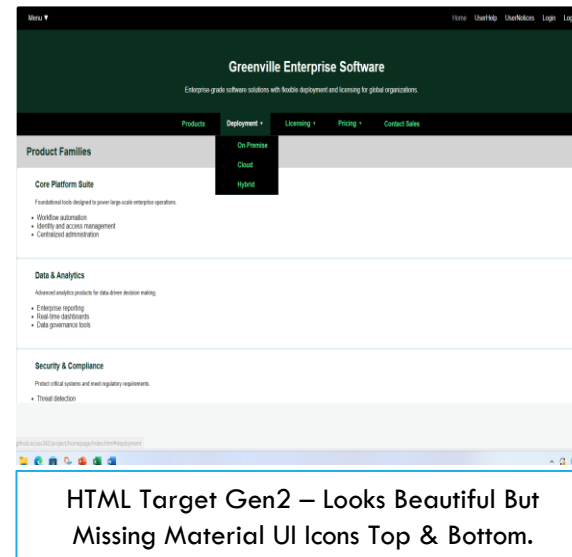 Menu ▼ Home UserHelp UserNotices Login
Greenville Enterprise Software
Enterprise-grade software solutions with flexible deployment and licensing for global organizations.
Products Deployment ▾ Licensing ▾ Pricing ▾ Contact Sales
On-Premise
Cloud
Hybrid
Product Families
Core Platform Suite
Foundational tools designed to power large-scale enterprise operations.
• Workflow automation
• Identity and access management
• Centralized administration
Data & Analytics
Advanced analytics products for data-driven decision making.
• Enterprise reporting
• Real-time dashboards
• Data governance tools
Security & Compliance
Protect critical systems and meet regulatory requirements.
• Threat detection
HTML Target Gen2 – Looks Beautiful But
Missing Material UI Icons Top & Bottom.